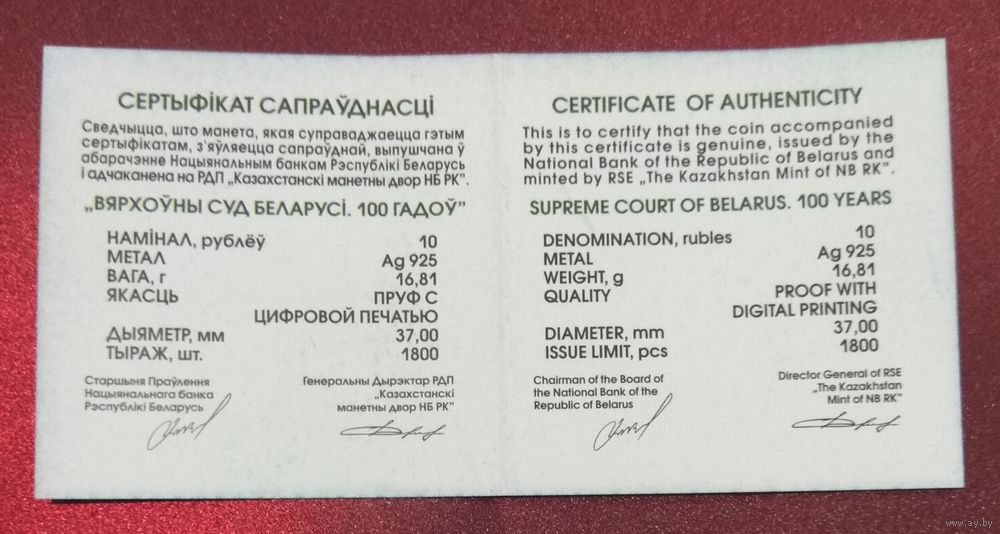 СЕРТЫФІКАТ САПРАЎДНАСЦІ
Сведчыцца, што манета, якая суправаджаецца гэтым
сертыфікатам, з'яўляецца сапраўднай, выпушчана ў
абарачэнне Нацыянальным банкам Рэспублікі Беларусь
і адчаканена на РДП „Казахстанскі манетны двор НБ РК".
„ВЯРХОЎНЫ СУД БЕЛАРУСІ. 100 ГАДОЎ"
НАМІНАЛ, рублёў 10
МЕТАЛ Ag 925
ВАГА, г 16,81
ЯКАСЦЬ ПРУФ С
ЦИФРОВОЙ ПЕЧАТЬЮ
ДЫЯМЕТР, мм 37,00
ТЫРАЖ, шт. 1800
Старшыня Праўлення
Нацыянальнага банка
Рэспублікі Беларусь
Генеральны Дырэктар РДП
„Казахстанскі
манетны двор НБ РК"
CERTIFICATE OF AUTHENTICITY
This is to certify that the coin accompanied
by this certificate is genuine, issued by the
National Bank of the Republic of Belarus and
minted by RSE „The Kazakhstan Mint of NB RK".
SUPREME COURT OF BELARUS. 100 YEARS
DENOMINATION, rubles 10
METAL Ag 925
WEIGHT, g 16,81
QUALITY PROOF WITH
DIGITAL PRINTING
DIAMETER, mm 37,00
ISSUE LIMIT, pcs 1800
Chairman of the Board of
the National Bank of the
Republic of Belarus
Director General of RSE
„The Kazakhstan
Mint of NB RK"
www.ay.by